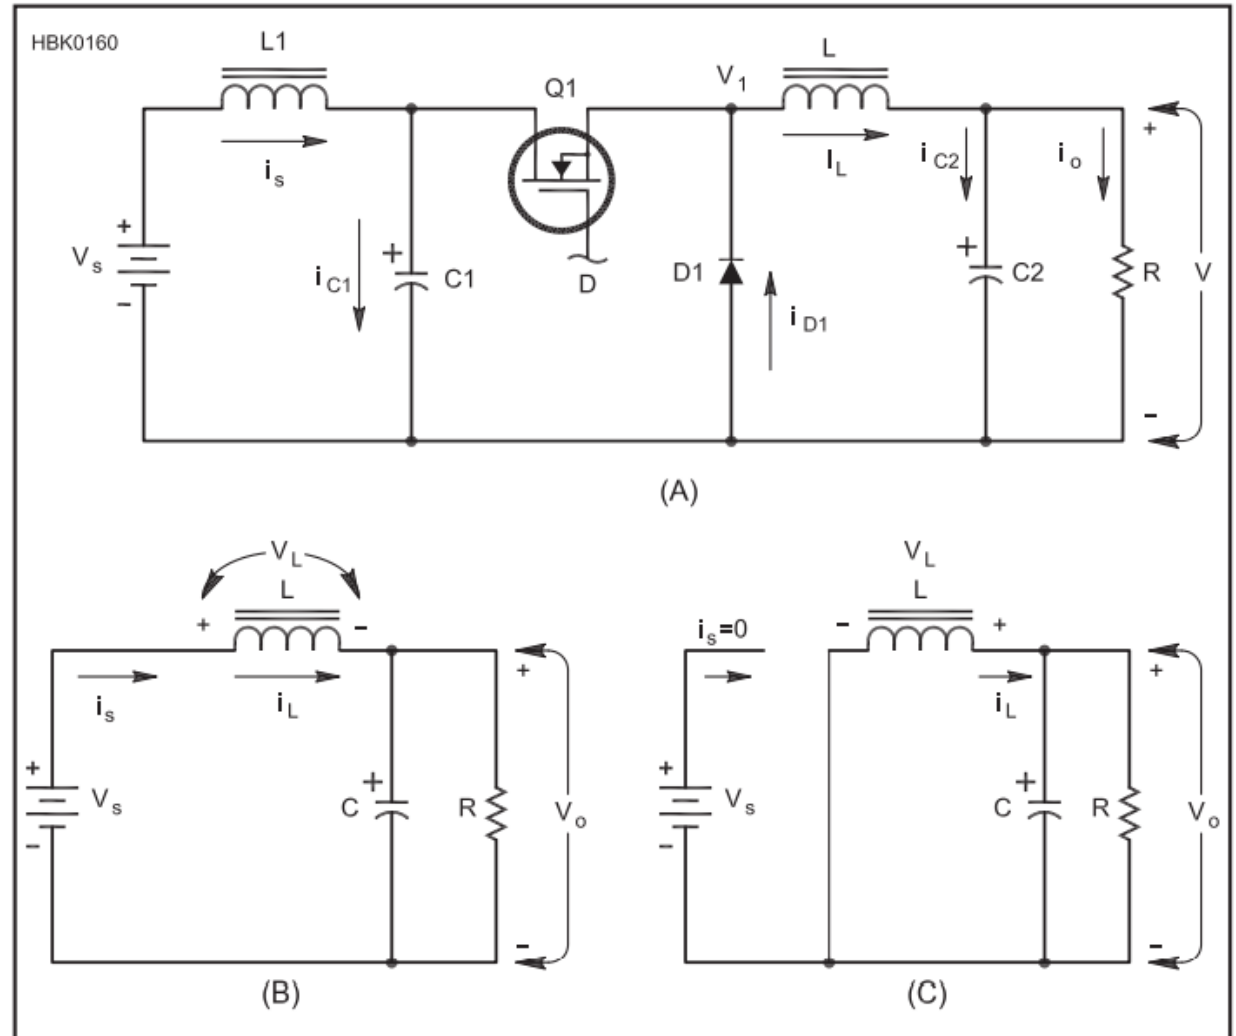 HBK0160
L1
Q1
V1
L
is
IL
iC2
io
+
+
Vs
-
iC1
+
C1
D
D1
iD1
+
C2
R
V
-
(A)
VL
L
+
-
is
iL
+
+
Vs
-
+
C
R
Vo
-
(B)
VL
L
is=0
-
+
iL
+
+
Vs
-
+
C
R
Vo
-
(C)